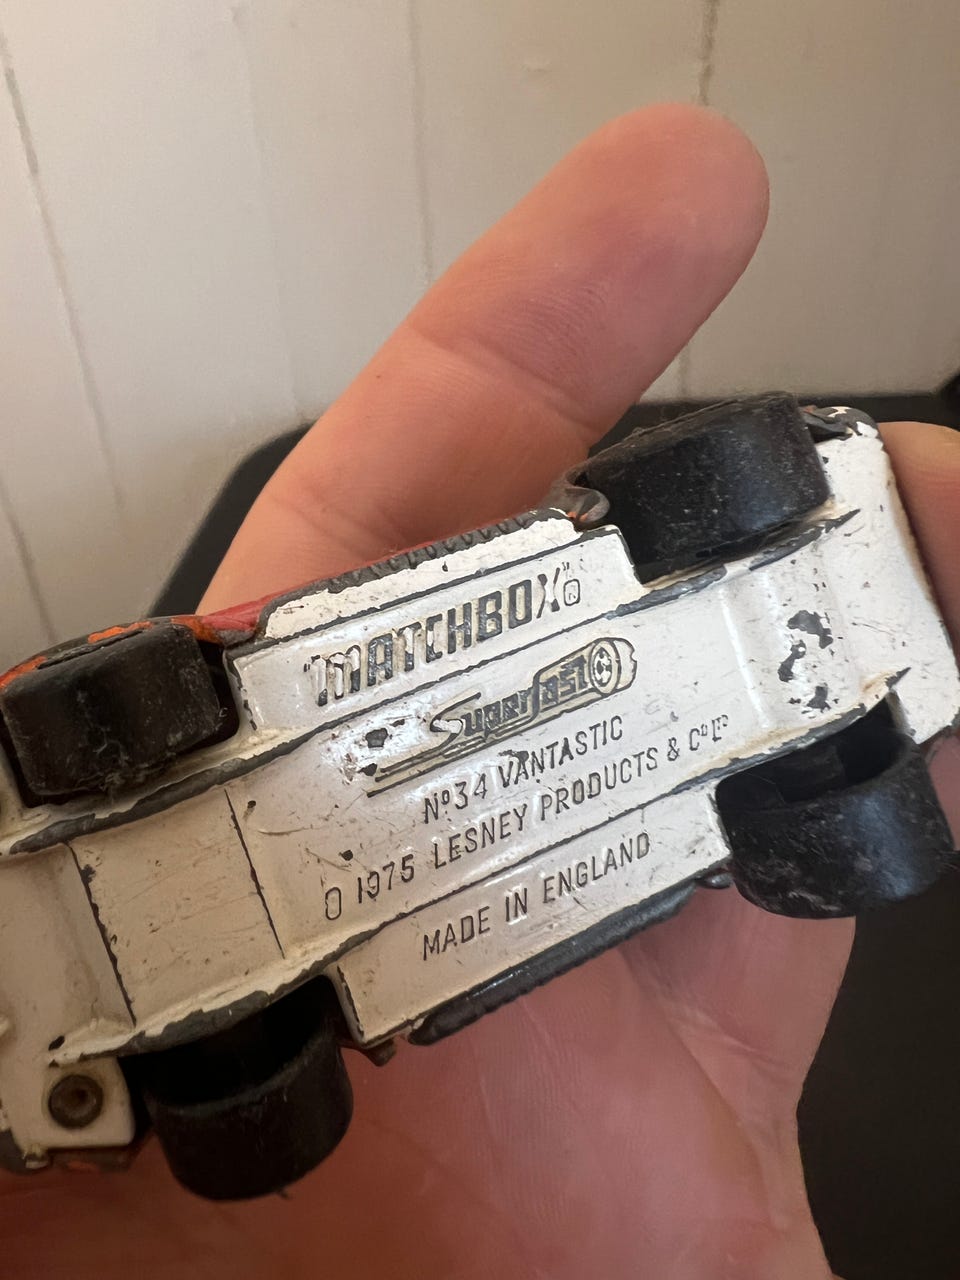 "MATCHBOX" ®
Superfast
Nº34 VANTASTIC
© 1975 LESNEY PRODUCTS & Cº Lᵀᴰ
MADE IN ENGLAND